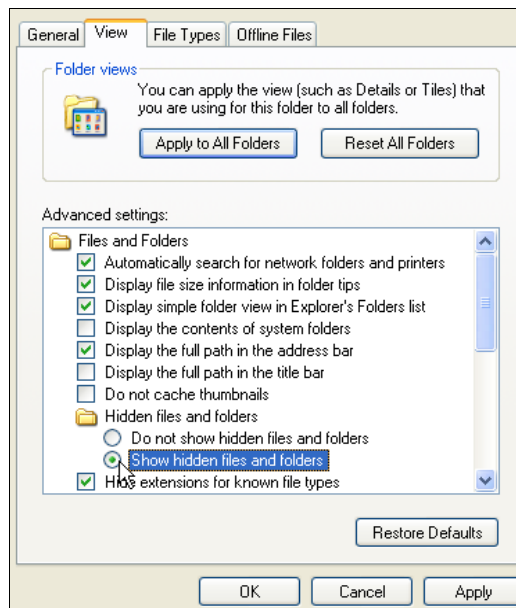 General View File Types Offline Files
Folder views
You can apply the view (such as Details or Tiles) that
you are using for this folder to all folders.
Apply to All Folders Reset All Folders
Advanced settings:
Files and Folders
Automatically search for network folders and printers
Display file size information in folder tips
Display simple folder view in Explorer's Folders list
Display the contents of system folders
Display the full path in the address bar
Display the full path in the title bar
Do not cache thumbnails
Hidden files and folders
Do not show hidden files and folders
Show hidden files and folders
Hide extensions for known file types
Restore Defaults
OK Cancel Apply